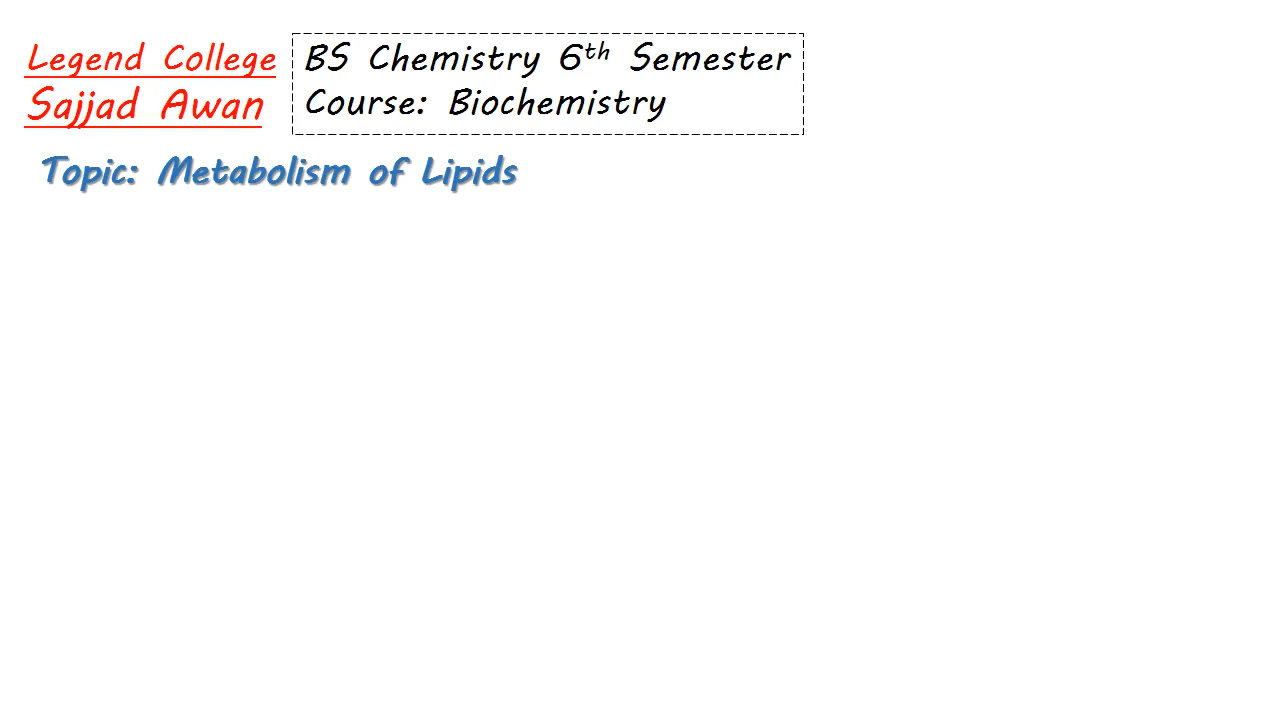 Legend College
Sajjad Awan
BS Chemistry 6th Semester
Course: Biochemistry
Topic: Metabolism of Lipids